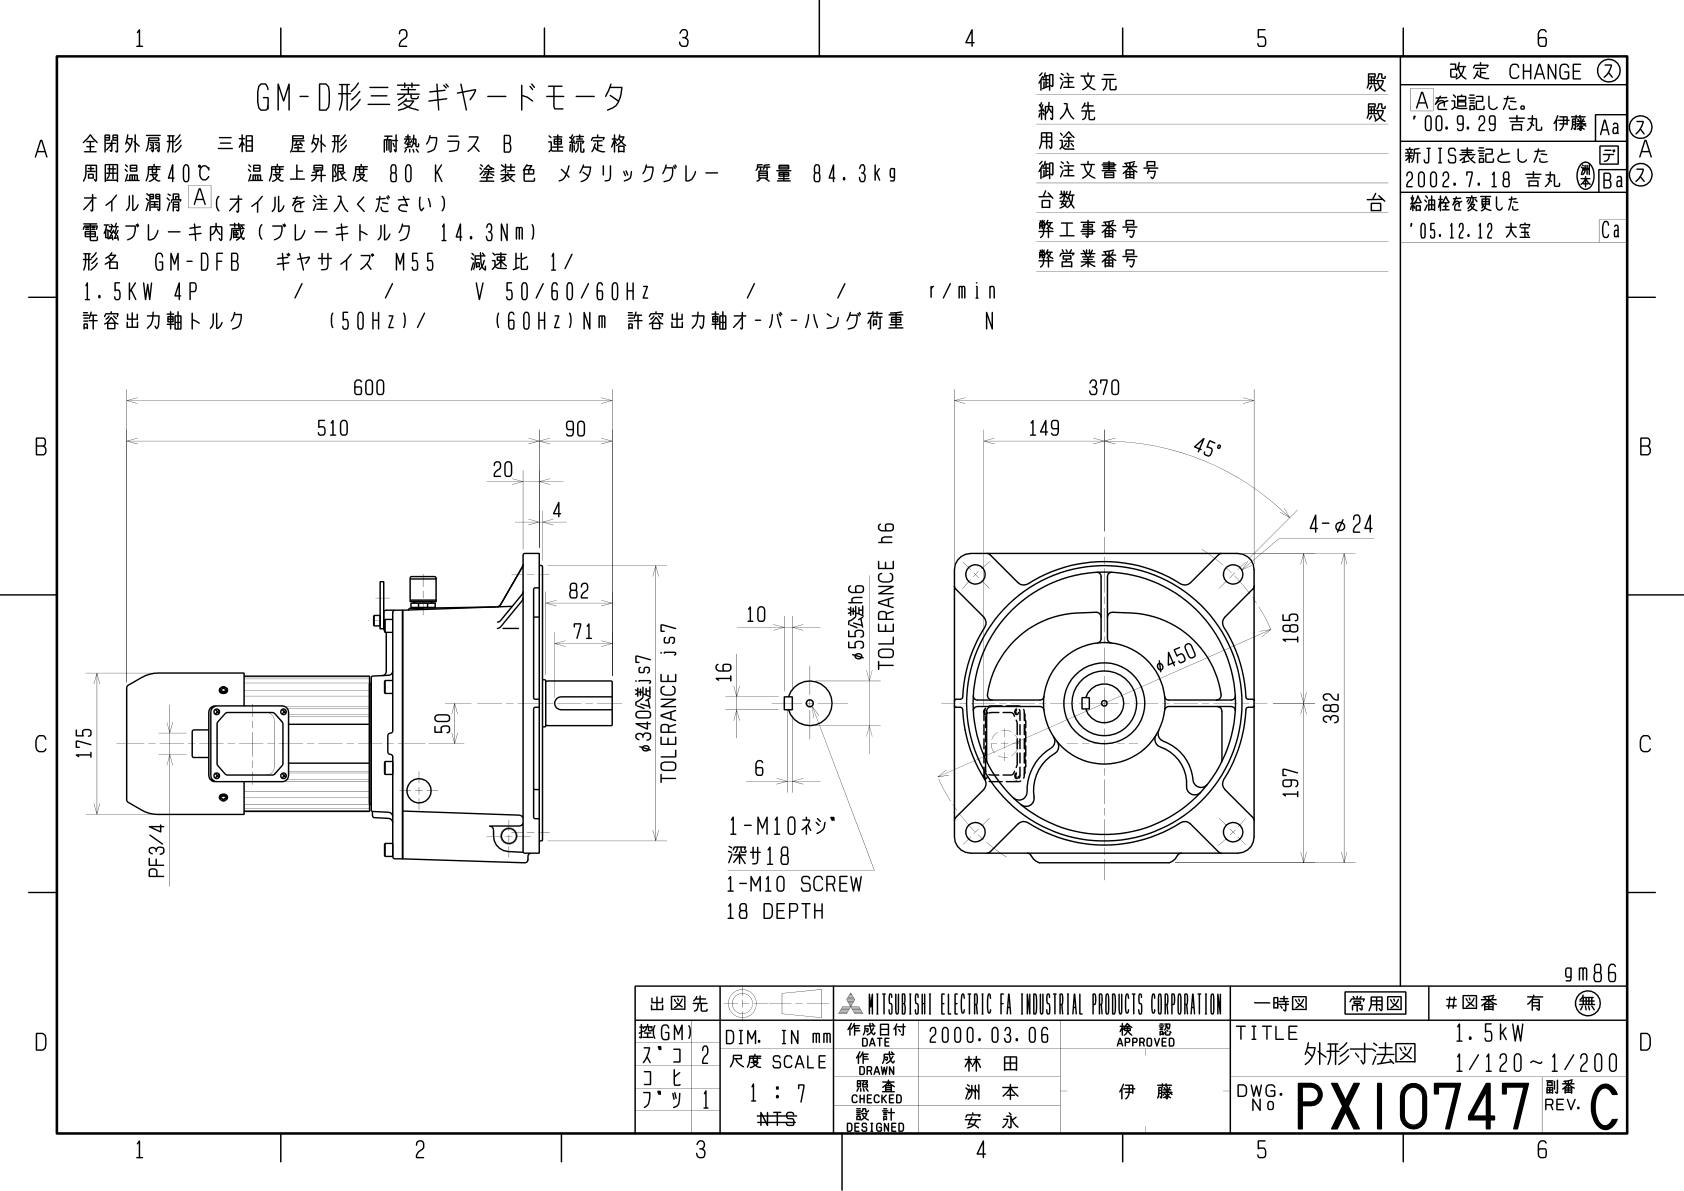 1 2 3 4 5 6
A
B
C
D
GM-D形三菱ギヤードモータ
全閉外扇形 三相 屋外形 耐熱クラス B 連続定格
周囲温度40℃ 温度上昇限度 80 K 塗装色 メタリックグレー 質量 84.3kg
オイル潤滑 A (オイルを注入ください)
電磁ブレーキ内蔵(ブレーキトルク 14.3Nm)
形名 GM-DFB ギヤサイズ M55 減速比 1/
1.5KW 4P / / V 50/60/60Hz / / r/min
許容出力軸トルク (50Hz)/ (60Hz)Nm 許容出力軸オーバーハング荷重 N
御注文元 殿
納入先 殿
用途
御注文書番号
台数 台
弊工事番号
弊営業番号
改定 CHANGE ス
A を追記した。
'00.9.29 吉丸 伊藤 Aa ス
新JIS表記とした デ
2002.7.18 吉丸 洲本 Ba ス
給油栓を変更した
'05.12.12 大宝 Ca
A
B
C
D
600
510 90
20
4
82
71
50
175
PF3/4
φ340公差js7
TOLERANCE js7
10
16
6
φ55公差h6
TOLERANCE h6
1-M10ネジ
深サ18
1-M10 SCREW
18 DEPTH
370
149
45°
4-φ24
φ450
185
197
382
gm86
出図先
控(GM)
ズコ 2
コヒ
ブツ 1
DIM. IN mm
尺度 SCALE
1 : 7
NTS
MITSUBISHI ELECTRIC FA INDUSTRIAL PRODUCTS CORPORATION
作成日付 DATE 2000.03.06
作成 DRAWN 林田
照査 CHECKED 洲本
設計 DESIGNED 安永
検認 APPROVED
伊藤
一時図 常用図 #図番 有 無
TITLE 1.5kW
外形寸法図 1/120~1/200
DWG. No PX10747 副番 REV. C
1 2 3 4 5 6